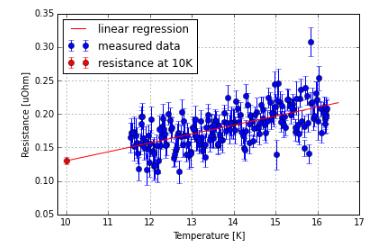 0.35
0.30
0.25
0.20
0.15
0.10
0.05
Resistance [uOhm]
linear regression
measured data
resistance at 10K
10 11 12 13 14 15 16 17
Temperature [K]